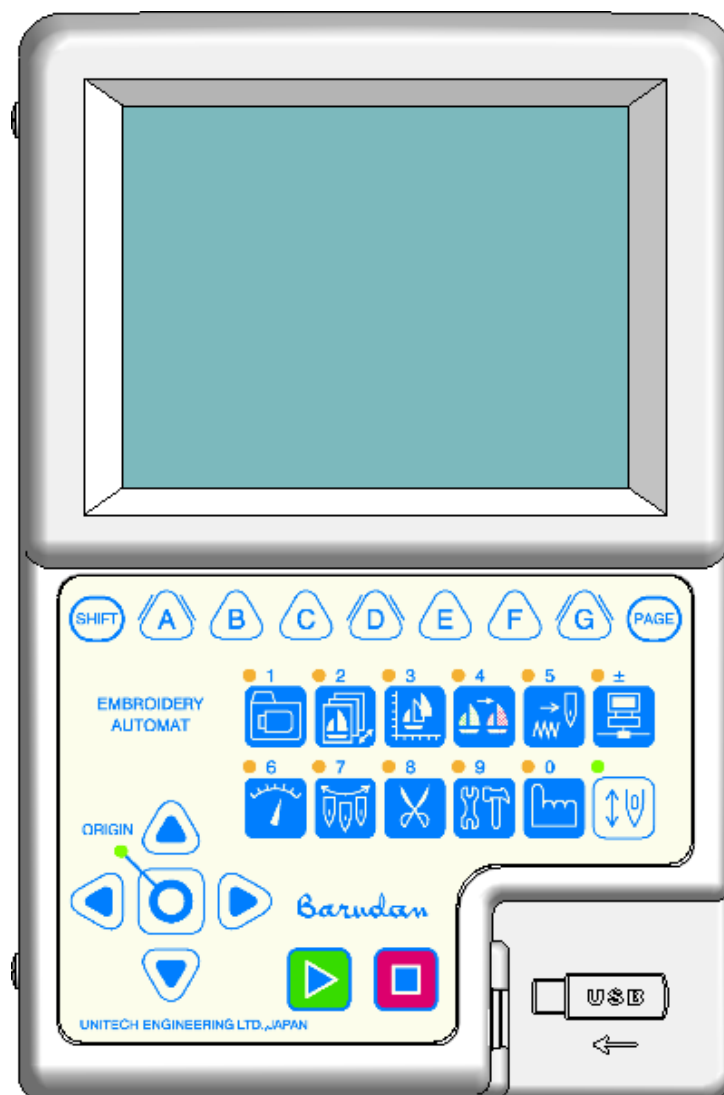 SHIFT A B C D E F G PAGE
1 2 3 4 5 ±
EMBROIDERY
AUTOMAT
6 7 8 9 0
ORIGIN
Barudan
USB
UNITECH ENGINEERING LTD.,JAPAN